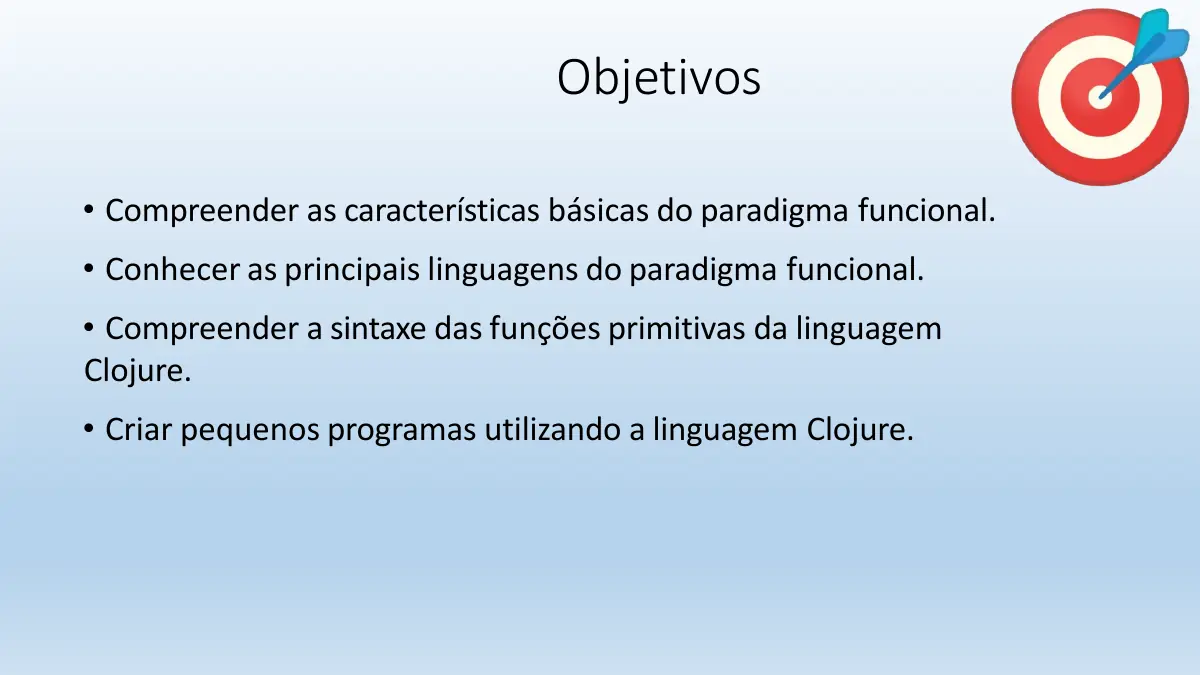 Objetivos
• Compreender as características básicas do paradigma funcional.
• Conhecer as principais linguagens do paradigma funcional.
• Compreender a sintaxe das funções primitivas da linguagem
Clojure.
• Criar pequenos programas utilizando a linguagem Clojure.